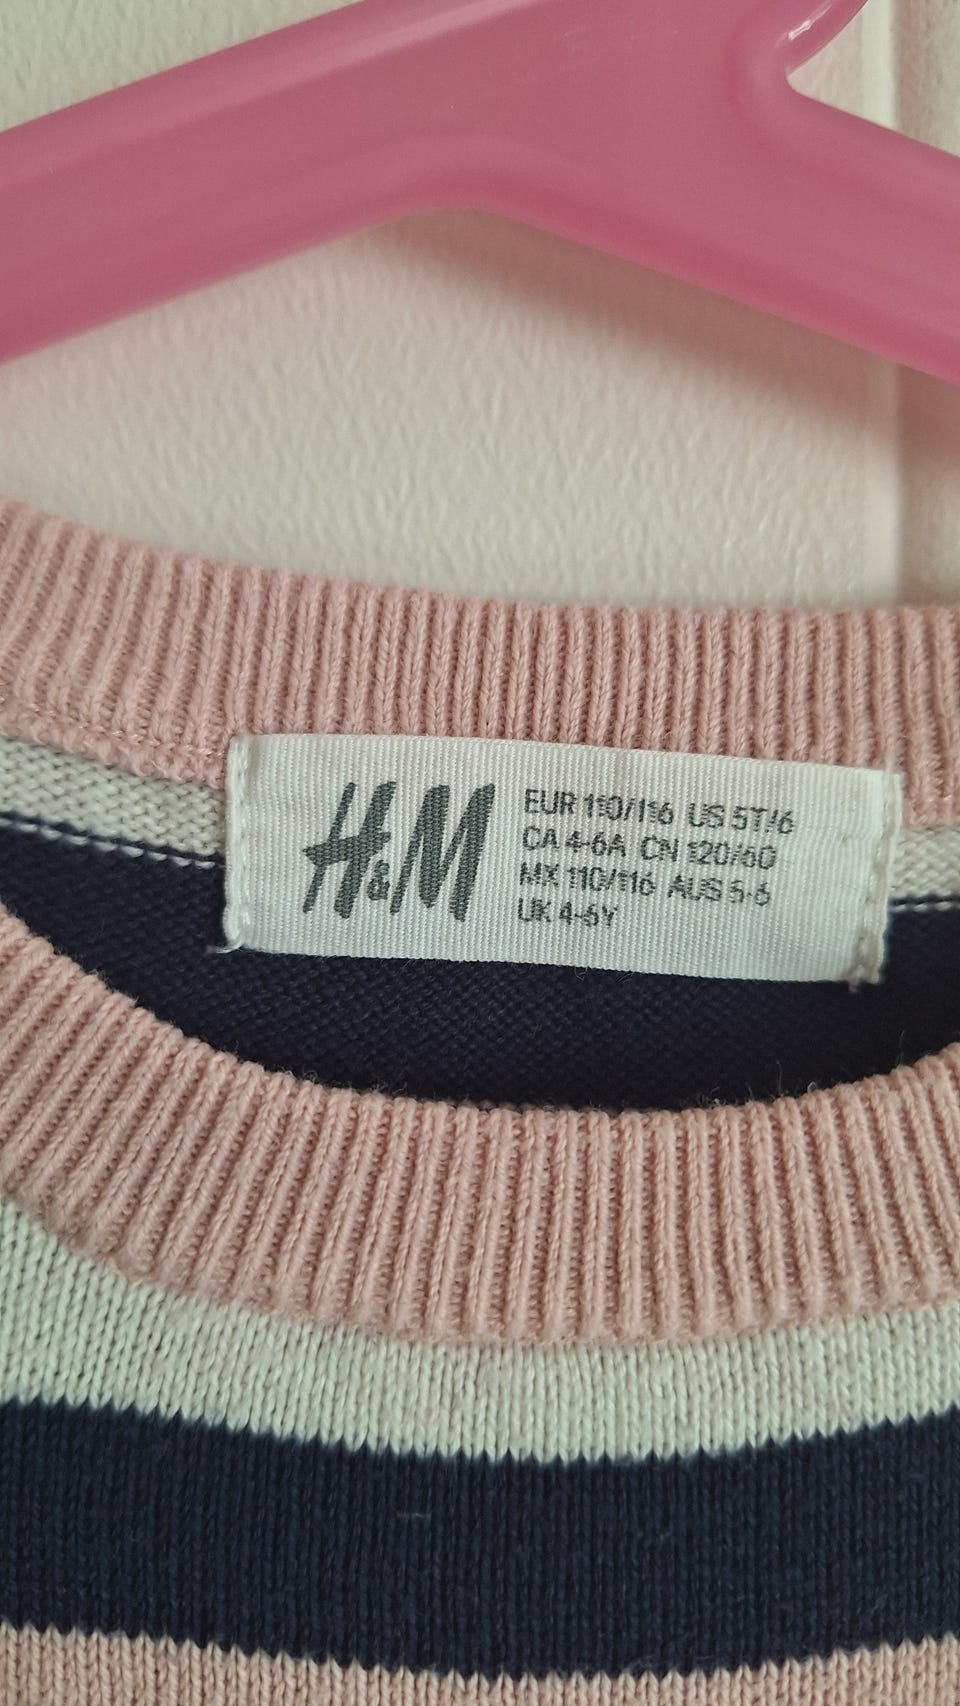 H&M
EUR 110/116 US 5T/6
CA 4-6A CN 120/60
MX 110/116 AUS 5-6
UK 4-6Y